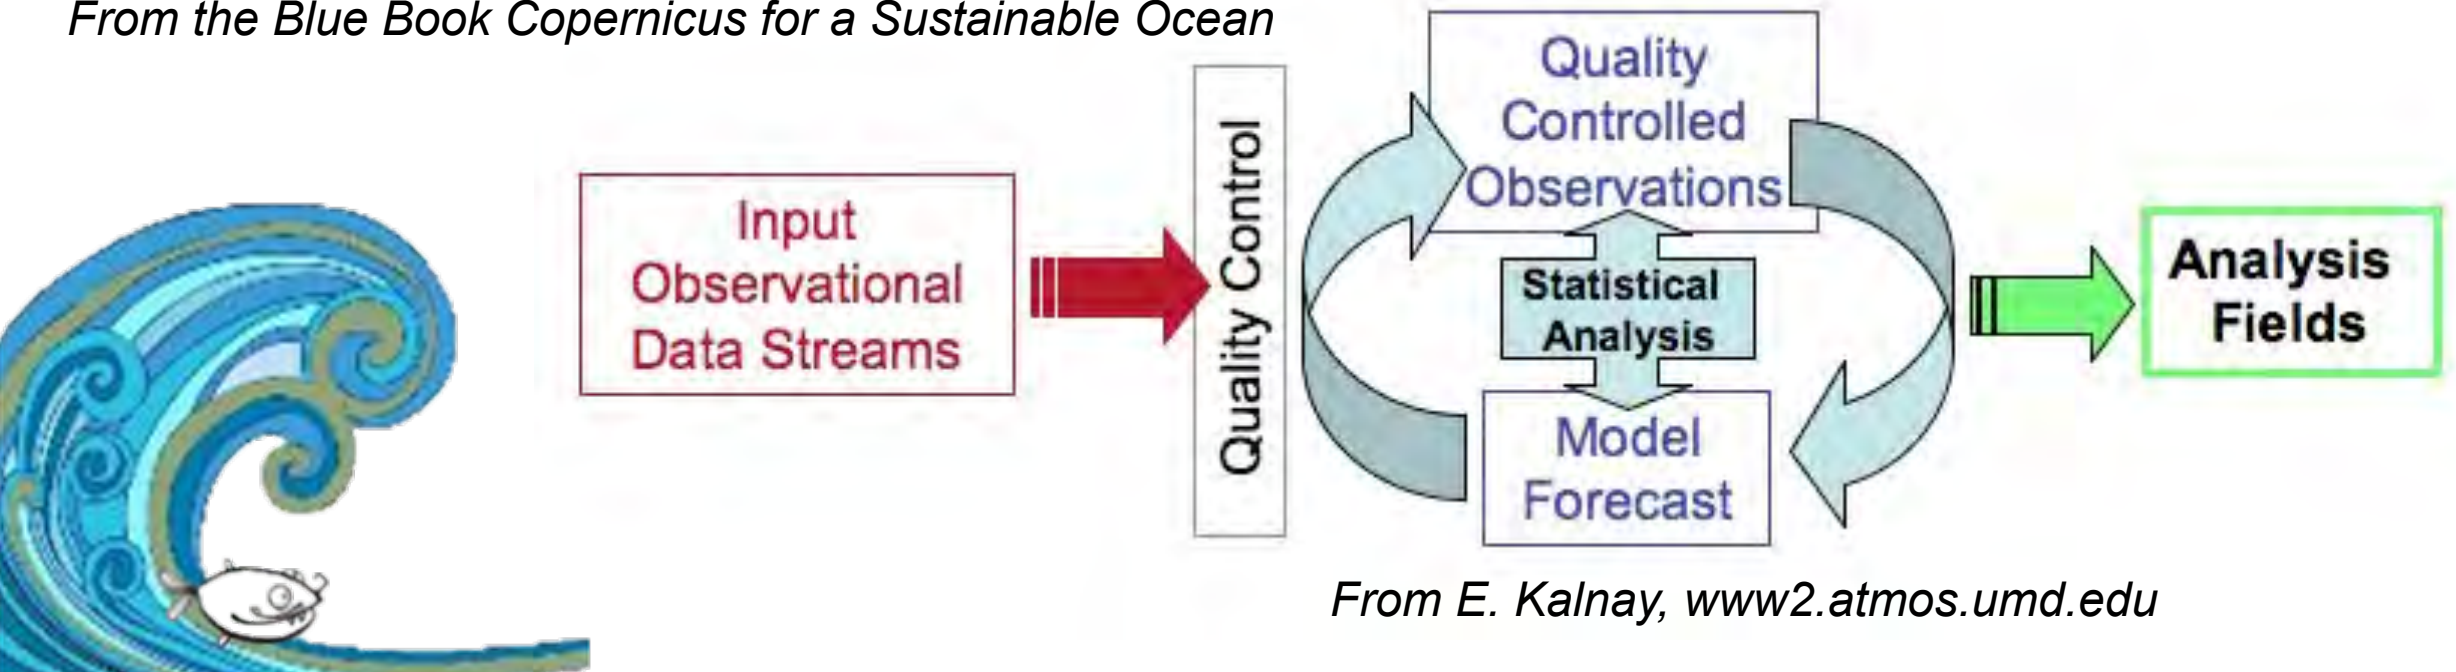 From the Blue Book Copernicus for a Sustainable Ocean
Input
Observational
Data Streams
Quality Control
Quality
Controlled
Observations
Statistical
Analysis
Model
Forecast
Analysis
Fields
From E. Kalnay, www2.atmos.umd.edu